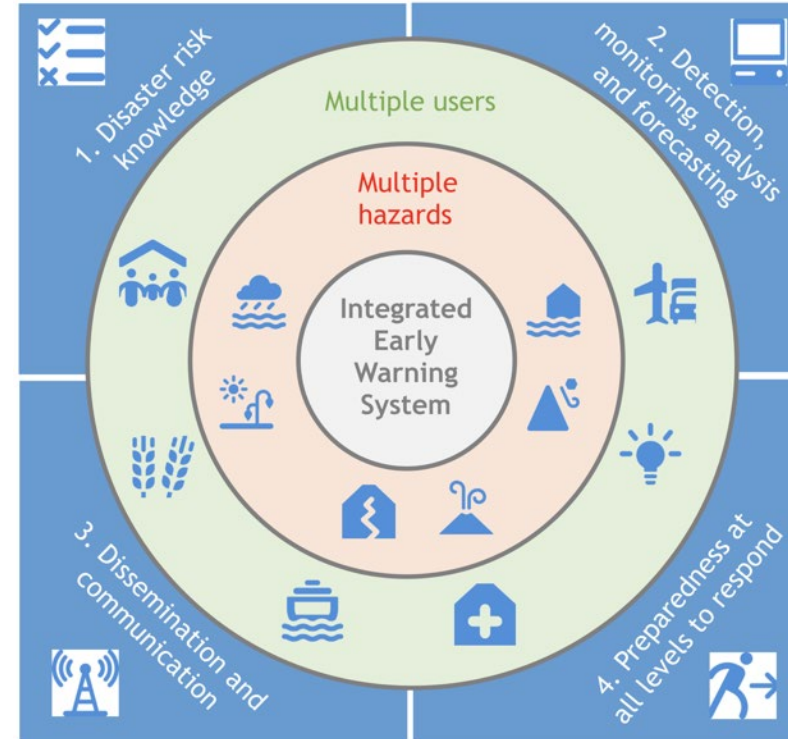 1. Disaster risk
knowledge
2. Detection,
monitoring, analysis
and forecasting
Multiple users
Multiple
hazards
Integrated
Early
Warning
System
3. Dissemination and
communication
4. Preparedness at
all levels to respond